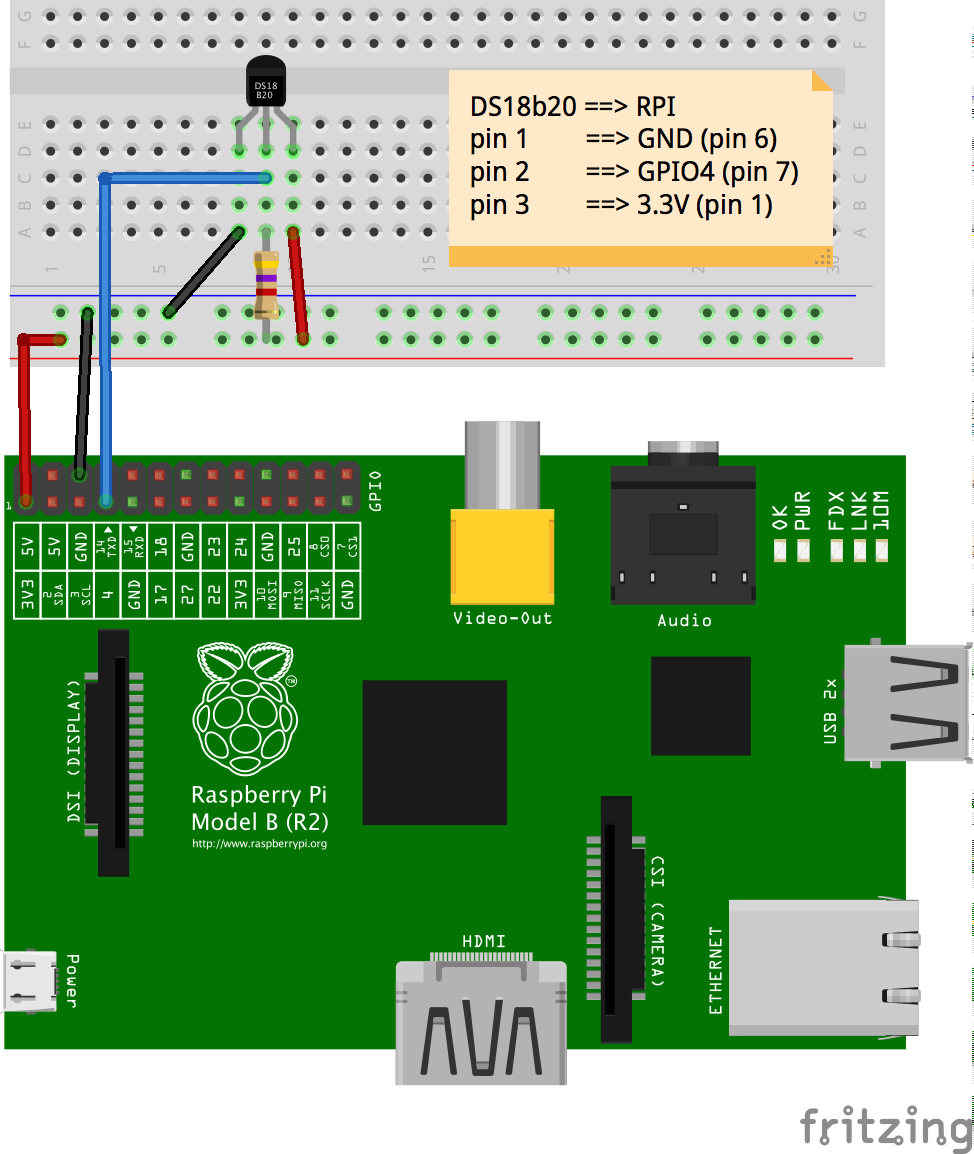 G
G
F
F
DS18
B20
DS18b20 ==> RPI
pin 1 ==> GND (pin 6)
pin 2 ==> GPIO4 (pin 7)
pin 3 ==> 3.3V (pin 1)
E
E
D
D
C
C
B
B
A
A
1
5
15
30
1
GPIO
5V 5V GND 14 TXD 15 RXD 18 GND 23 24 GND 25 8 CS0 7 CS1
3V3 2 SDA 3 SCL 4 GND 17 27 22 3V3 10 MOSI 9 MISO 11 SCLK GND
OK
PWR
FDX
LNK
10M
Video-Out
Audio
DSI (DISPLAY)
TM
Raspberry Pi
Model B (R2)
http://www.raspberrypi.org
USB 2x
CSI (CAMERA)
Power
HDMI
ETHERNET
fritzing